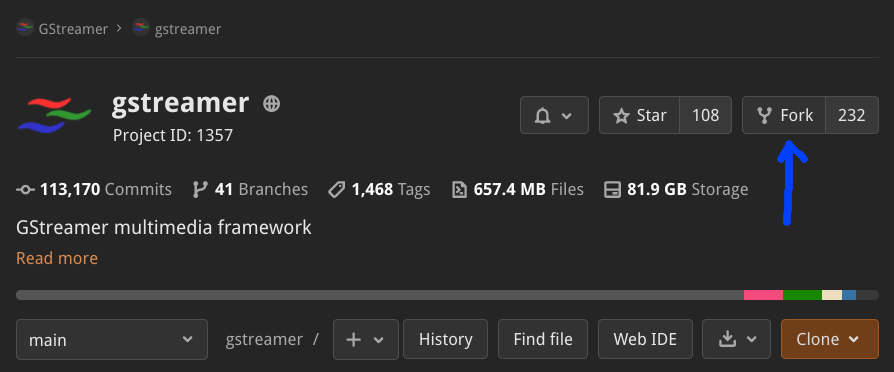 GStreamer > gstreamer
gstreamer
Project ID: 1357
Star 108 Fork 232
113,170 Commits 41 Branches 1,468 Tags 657.4 MB Files 81.9 GB Storage
GStreamer multimedia framework
Read more
main gstreamer / + History Find file Web IDE Clone